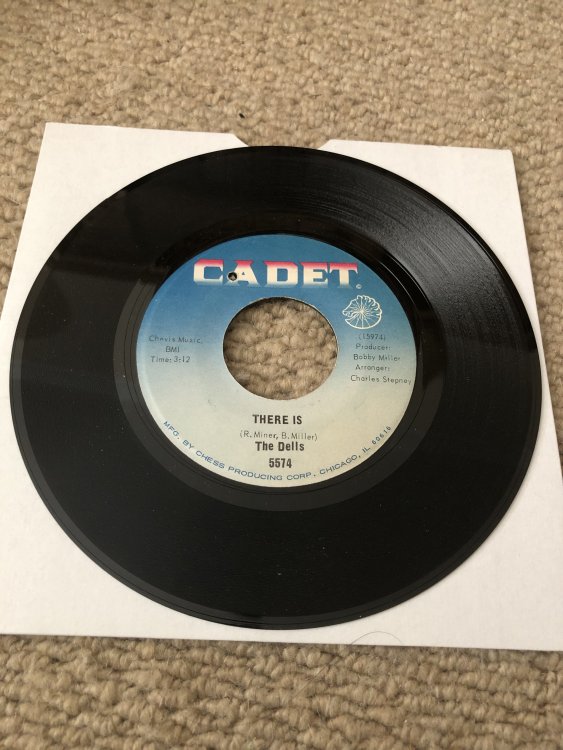 CADET
®
Chevis Music,
BMI
Time: 3:12
(15974)
Producer:
Bobby Miller
Arranger:
Charles Stepney
THERE IS
(R. Miner, B. Miller)
The Dells
5574
MFG. BY CHESS PRODUCING CORP. CHICAGO, IL 60616